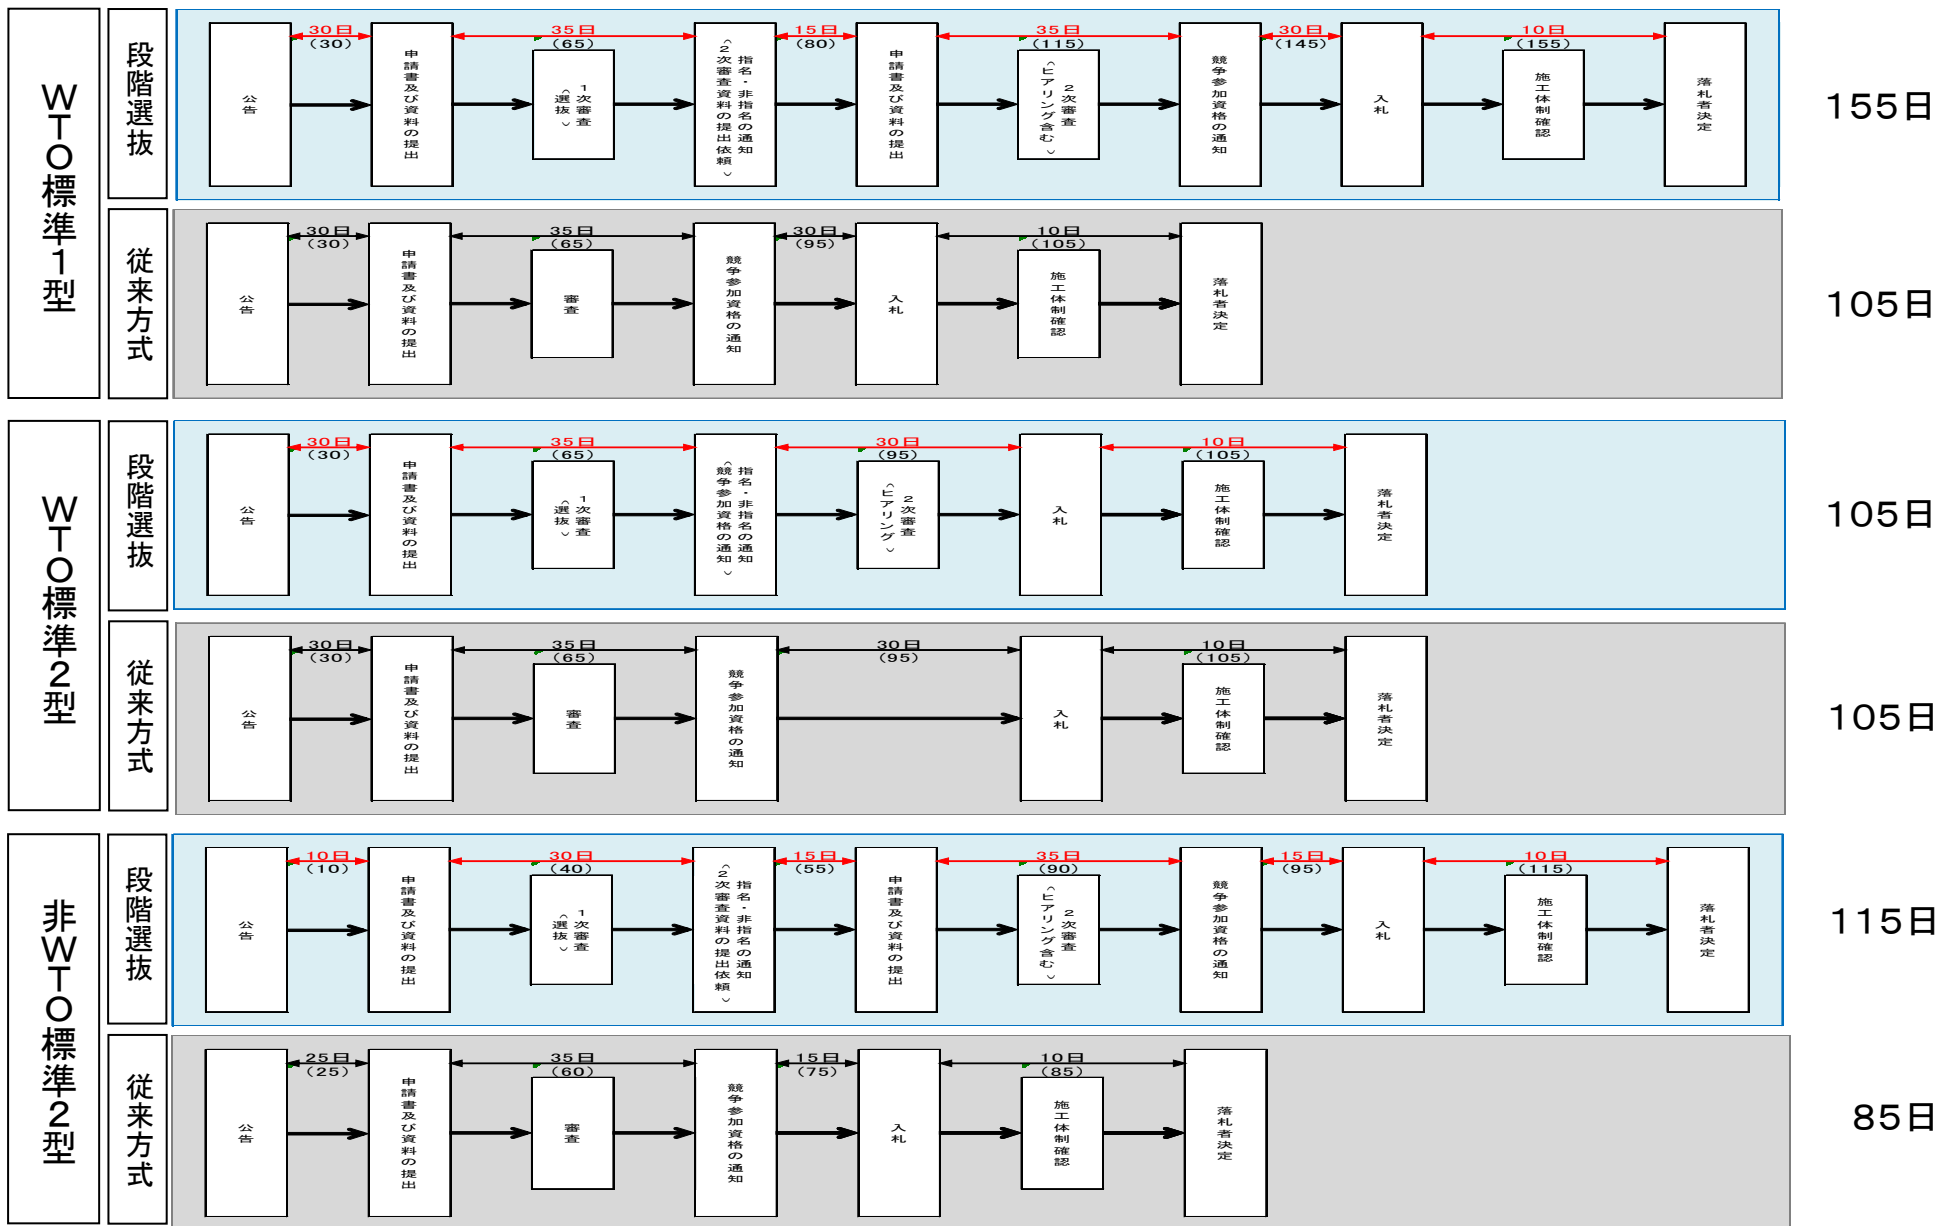 WTO標準1型
段階選抜
公告
30日
(30)
申請書及び資料の提出
35日
(65)
1次審査
(選抜)
指名・非指名の通知
(2次審査資料の提出依頼)
15日
(80)
申請書及び資料の提出
35日
(115)
2次審査
(ヒアリング含む)
競争参加資格の通知
30日
(145)
入札
10日
(155)
施工体制確認
落札者決定
155日
従来方式
公告
30日
(30)
申請書及び資料の提出
35日
(65)
審査
競争参加資格の通知
30日
(95)
入札
10日
(105)
施工体制確認
落札者決定
105日
WTO標準2型
段階選抜
公告
30日
(30)
申請書及び資料の提出
35日
(65)
1次審査
(選抜)
指名・非指名の通知
(競争参加資格の通知)
30日
(95)
2次審査
(ヒアリング)
入札
10日
(105)
施工体制確認
落札者決定
105日
従来方式
公告
30日
(30)
申請書及び資料の提出
35日
(65)
審査
競争参加資格の通知
30日
(95)
入札
10日
(105)
施工体制確認
落札者決定
105日
非WTO標準2型
段階選抜
公告
10日
(10)
申請書及び資料の提出
30日
(40)
1次審査
(選抜)
指名・非指名の通知
(2次審査資料の提出依頼)
15日
(55)
申請書及び資料の提出
35日
(90)
2次審査
(ヒアリング含む)
競争参加資格の通知
15日
(95)
入札
10日
(115)
施工体制確認
落札者決定
115日
従来方式
公告
25日
(25)
申請書及び資料の提出
35日
(60)
審査
競争参加資格の通知
15日
(75)
入札
10日
(85)
施工体制確認
落札者決定
85日